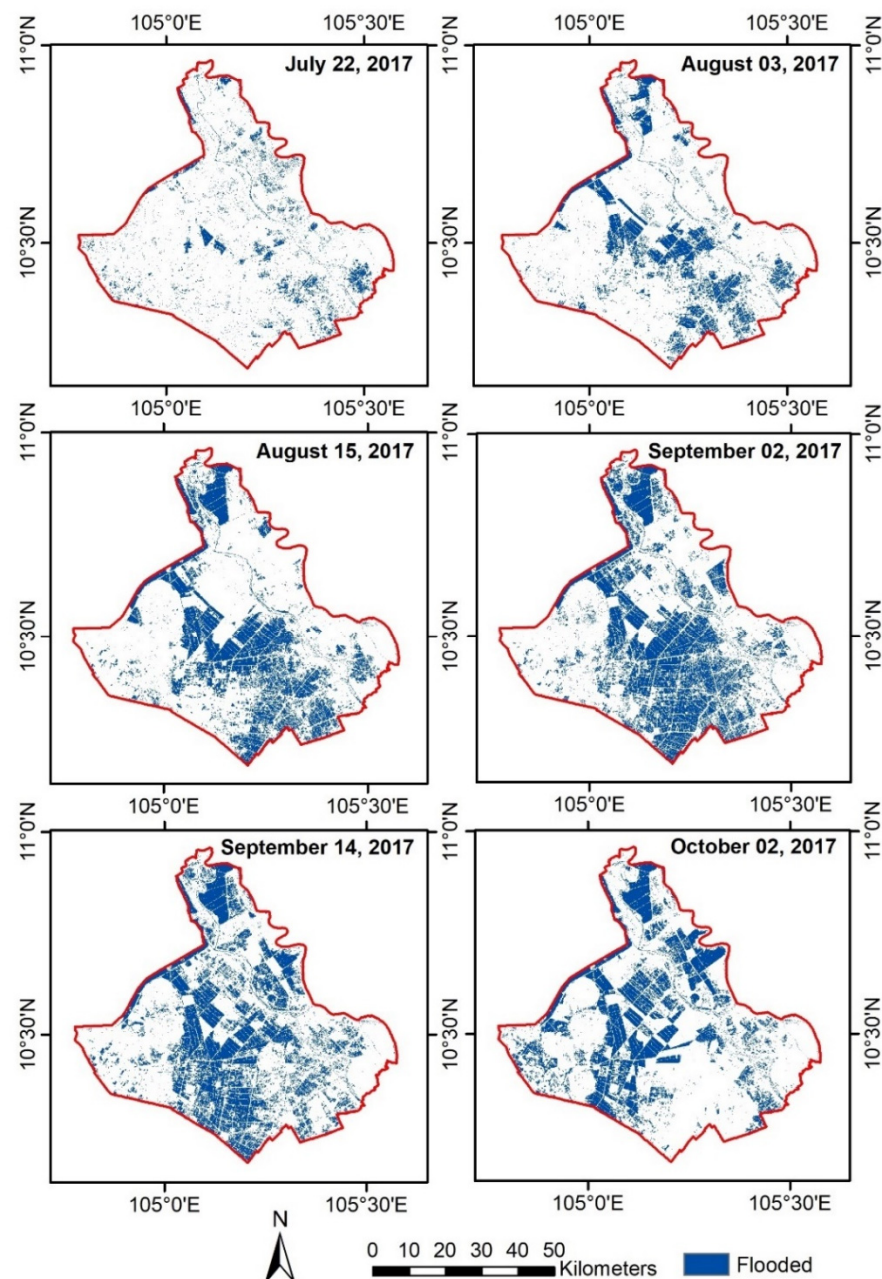 105°0'E 105°30'E
11°0'N July 22, 2017 August 03, 2017 11°0'N
10°30'N 10°30'N
105°0'E 105°30'E 105°0'E 105°30'E
11°0'N August 15, 2017 September 02, 2017 11°0'N
10°30'N 10°30'N
105°0'E 105°30'E 105°0'E 105°30'E
11°0'N September 14, 2017 October 02, 2017 11°0'N
10°30'N 10°30'N
105°0'E 105°30'E 105°0'E 105°30'E
N
0 10 20 30 40 50
Kilometers Flooded